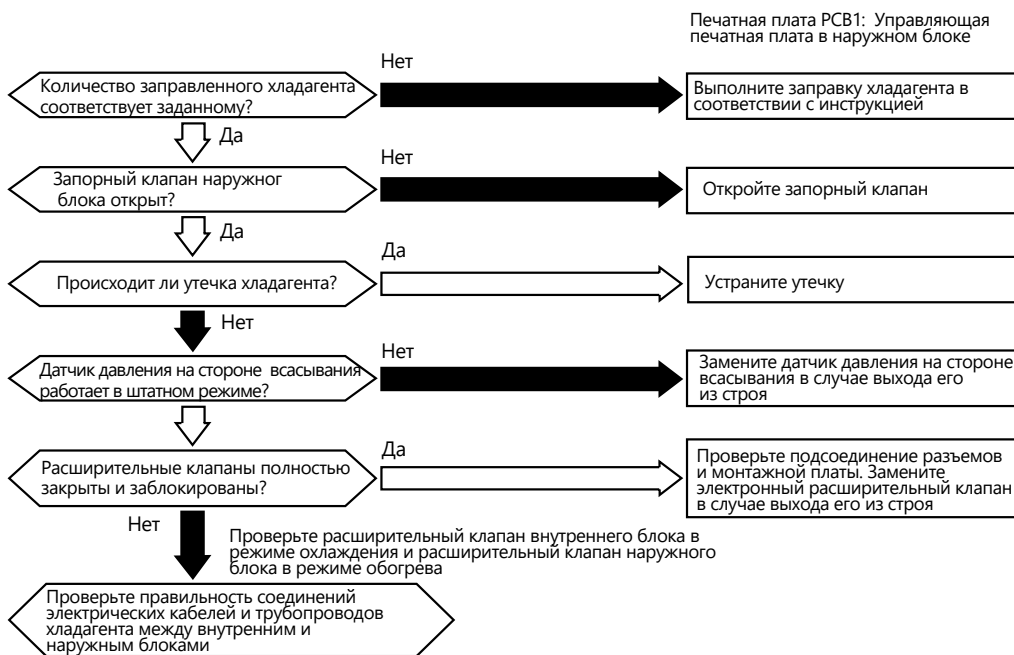 Печатная плата PCB1: Управляющая
печатная плата в наружном блоке
Нет
Количество заправленного хладагента
соответствует заданному?
Выполните заправку хладагента в
соответствии с инструкцией
Да
Нет
Запорный клапан наружног
блока открыт?
Откройте запорный клапан
Да
Да
Происходит ли утечка хладагента?
Устраните утечку
Нет
Нет
Датчик давления на стороне всасывания
работает в штатном режиме?
Замените датчик давления на стороне
всасывания в случае выхода его
из строя
Да
Расширительные клапаны полностью
закрыты и заблокированы?
Проверьте подсоединение разъемов
и монтажной платы. Замените
электронный расширительный клапан
в случае выхода его из строя
Нет
Проверьте расширительный клапан внутреннего блока в
режиме охлаждения и расширительный клапан наружного
блока в режиме обогрева
Проверьте правильность соединений
электрических кабелей и трубопроводов
хладагента между внутренним и
наружным блоками